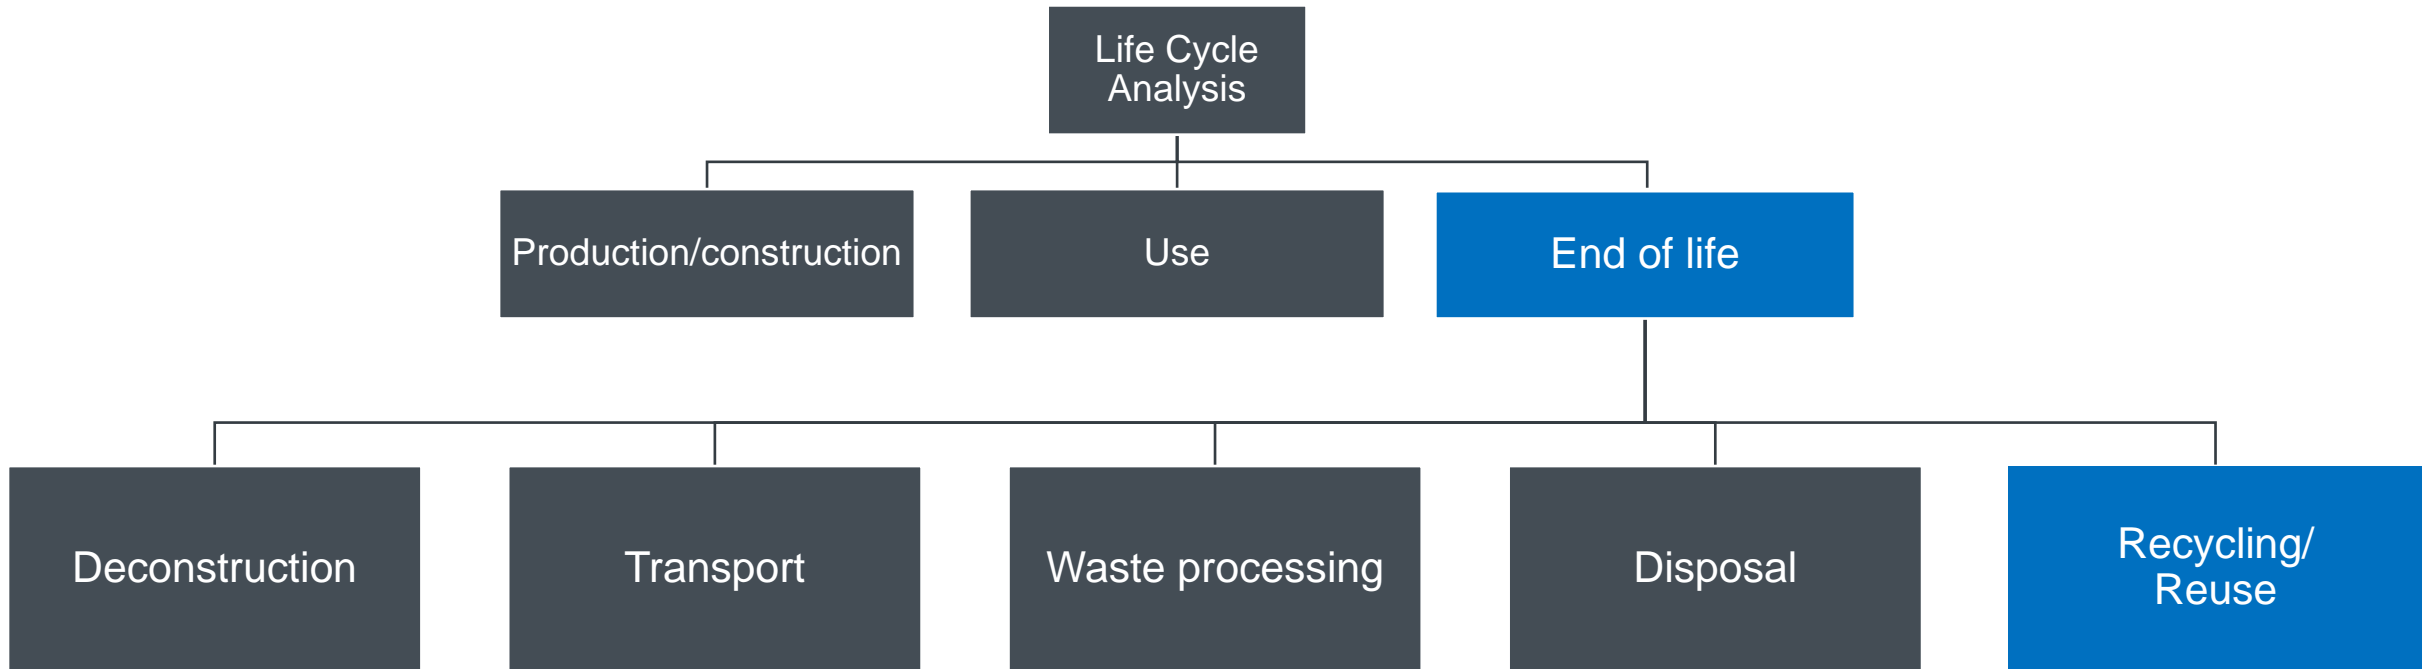 Life Cycle
Analysis
Production/construction
Use
End of life
Deconstruction
Transport
Waste processing
Disposal
Recycling/
Reuse